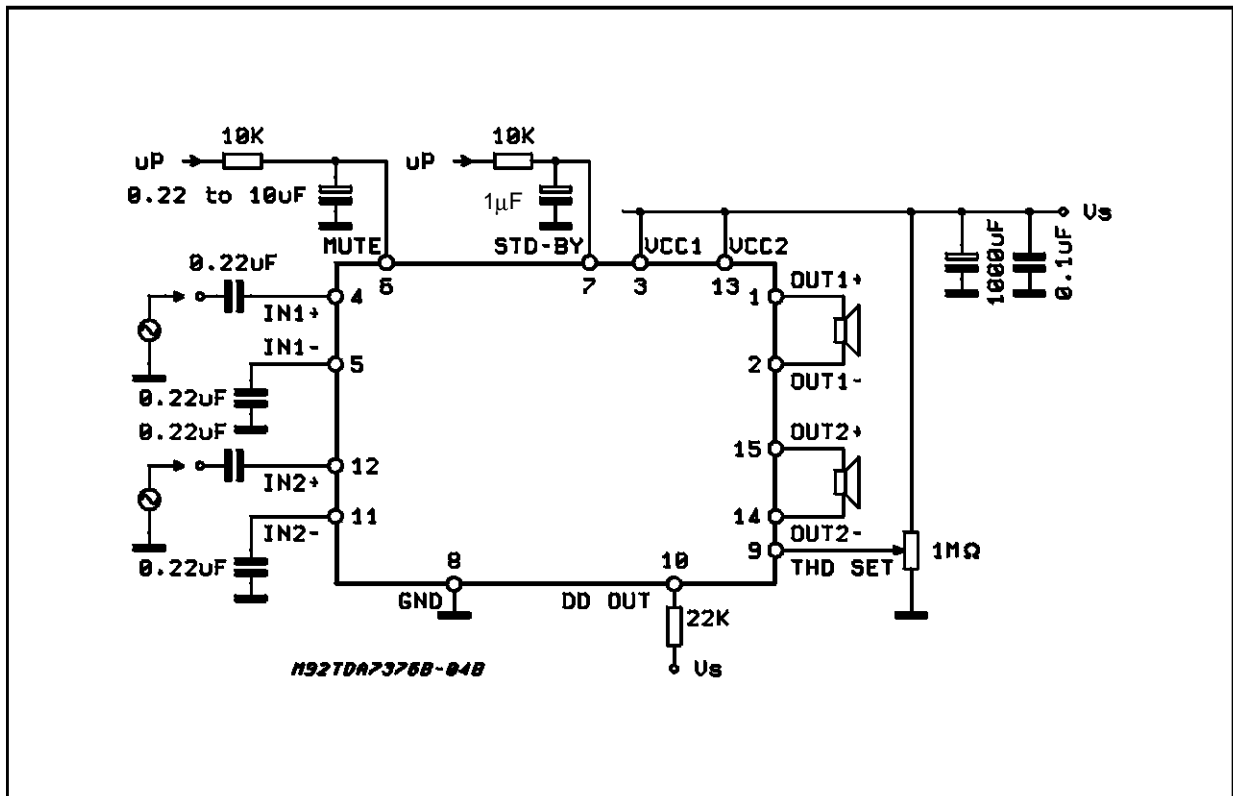 10K
10K
uP
uP
0.22 to 10uF
1μF
Vs
MUTE
STD-BY
VCC1
VCC2
0.22uF
6
7
3
13
OUT1+
1000uF
0.1uF
4
1
IN1+
IN1-
5
2
OUT1-
0.22uF
0.22uF
15
OUT2+
12
IN2+
11
14
IN2-
OUT2-
0.22uF
8
10
9
THD SET
1MΩ
GND
DD OUT
22K
M92TDA7376B-04B
Vs